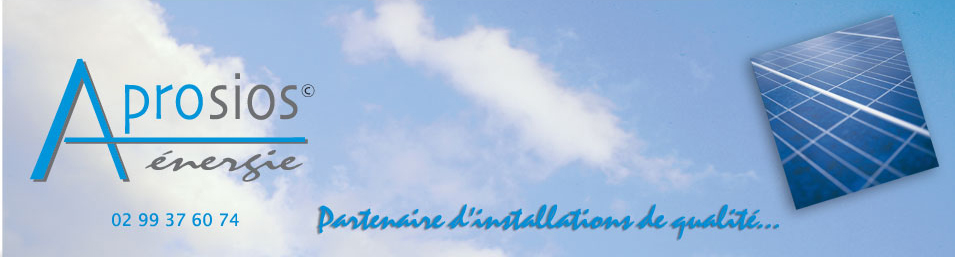 Aprosios©
énergie
02 99 37 60 74
Partenaire d'installations de qualité...